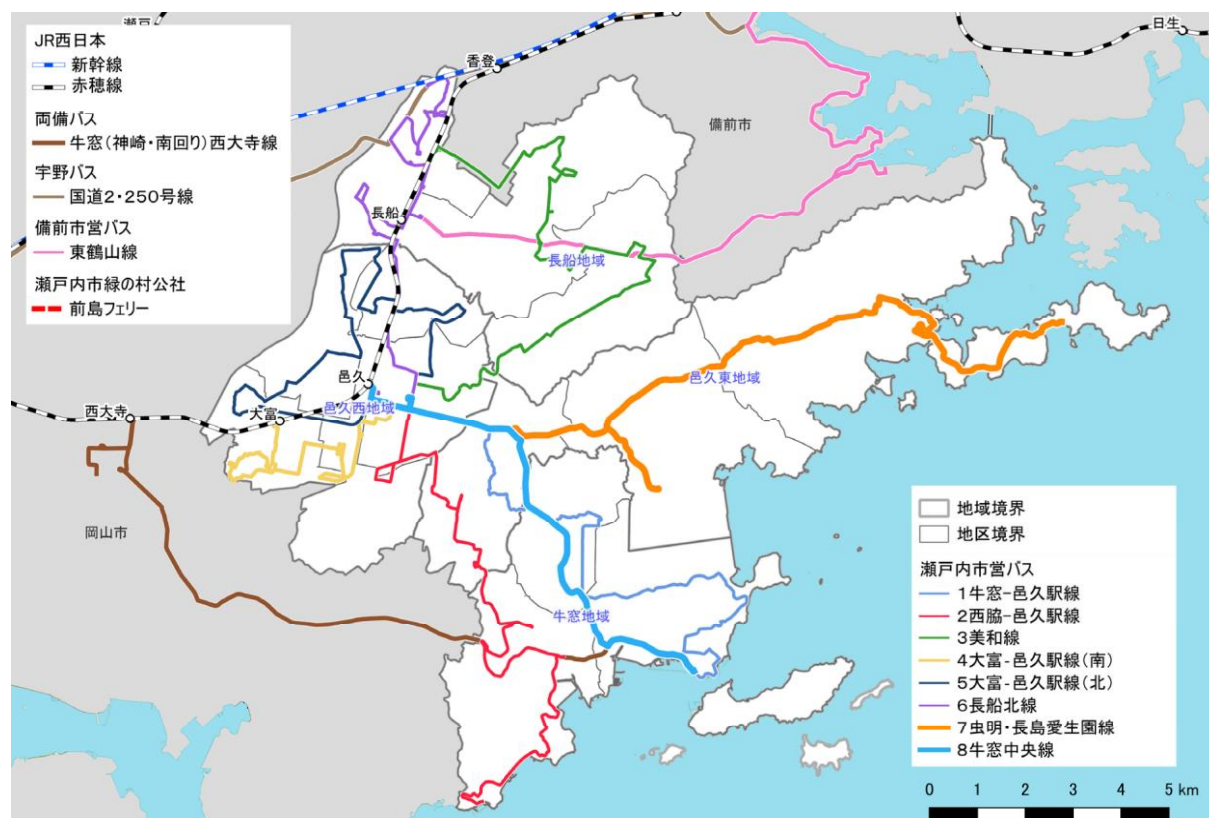 瀬戸
日生
JR西日本
新幹線
赤穂線
両備バス
牛窓(神崎・南回り)西大寺線
宇野バス
国道2・250号線
備前市営バス
東鶴山線
瀬戸内市緑の村公社
前島フェリー
香登
備前市
長船
長船地域
邑久
邑久東地域
邑久西地域
西大寺
大富
岡山市
牛窓地域
地域境界
地区境界
瀬戸内市営バス
1牛窓-邑久駅線
2西脇-邑久駅線
3美和線
4大富-邑久駅線(南)
5大富-邑久駅線(北)
6長船北線
7虫明・長島愛生園線
8牛窓中央線
0 1 2 3 4 5 km